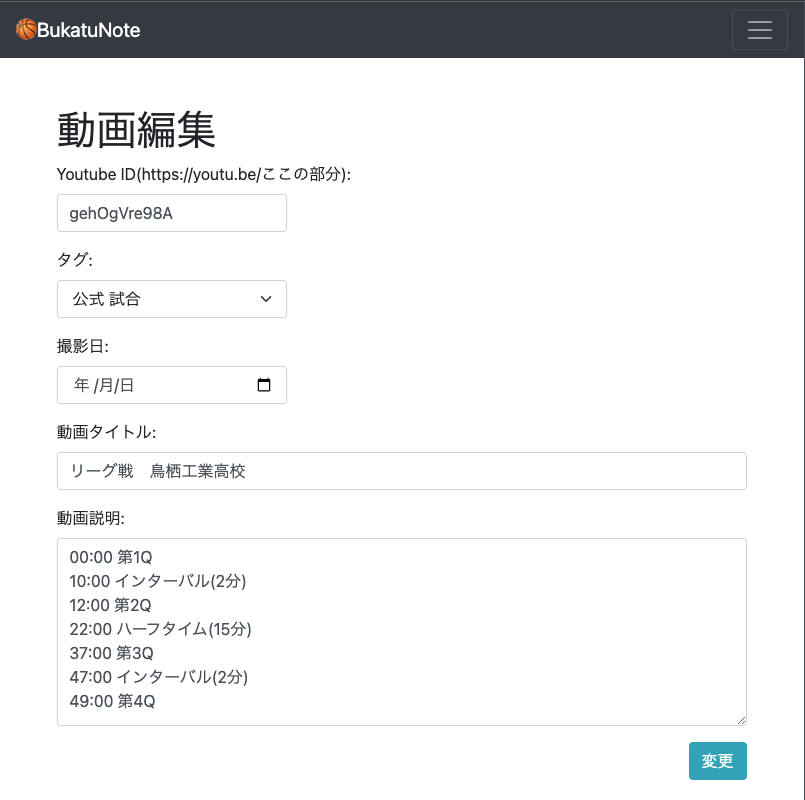 🏀BukatuNote
動画編集
Youtube ID(https://youtu.be/ここの部分):
gehOgVre98A
タグ:
公式 試合
撮影日:
年 /月/日
動画タイトル:
リーグ戦　鳥栖工業高校
動画説明:
00:00 第1Q
10:00 インターバル(2分)
12:00 第2Q
22:00 ハーフタイム(15分)
37:00 第3Q
47:00 インターバル(2分)
49:00 第4Q
変更